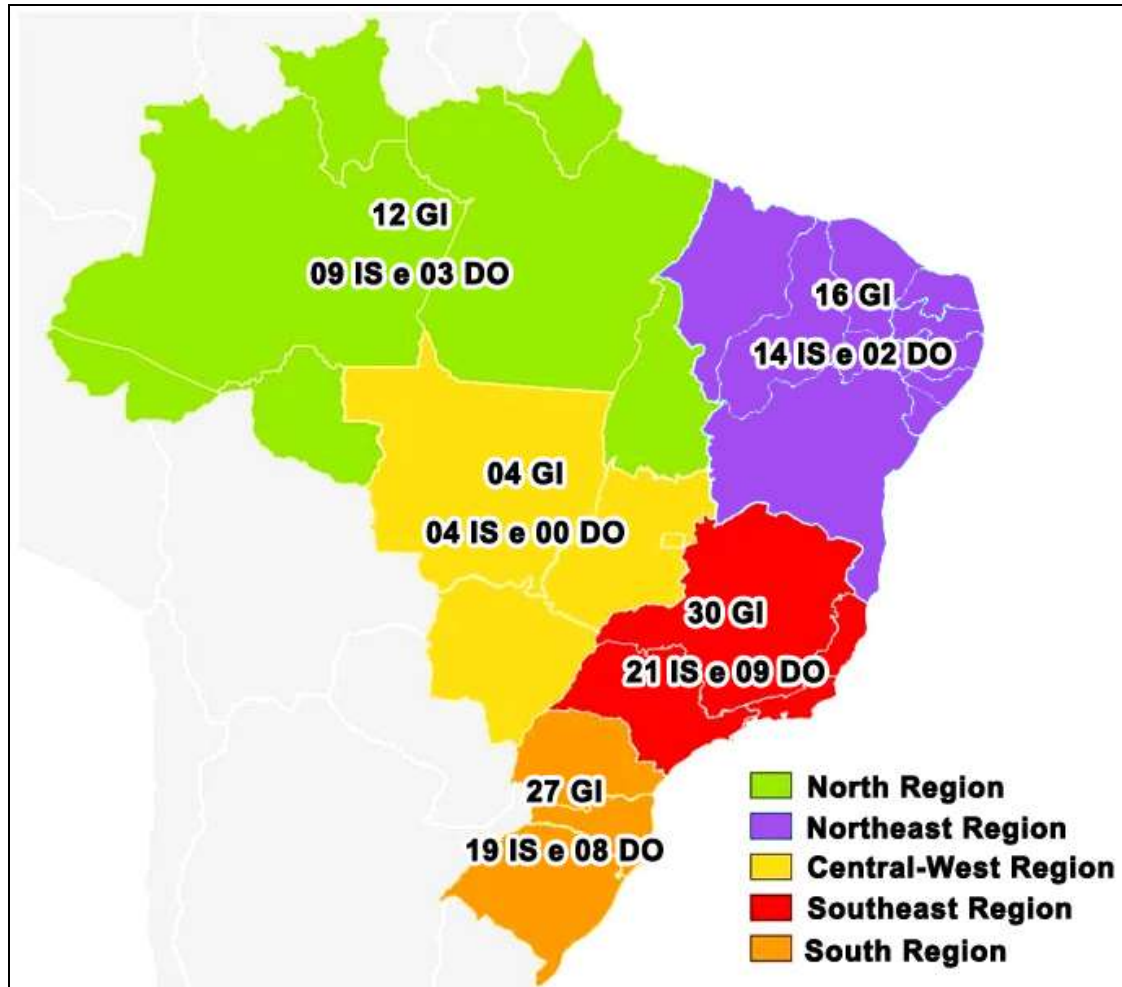 12 GI
09 IS e 03 DO
16 GI
14 IS e 02 DO
04 GI
04 IS e 00 DO
30 GI
21 IS e 09 DO
27 GI
19 IS e 08 DO
North Region
Northeast Region
Central-West Region
Southeast Region
South Region